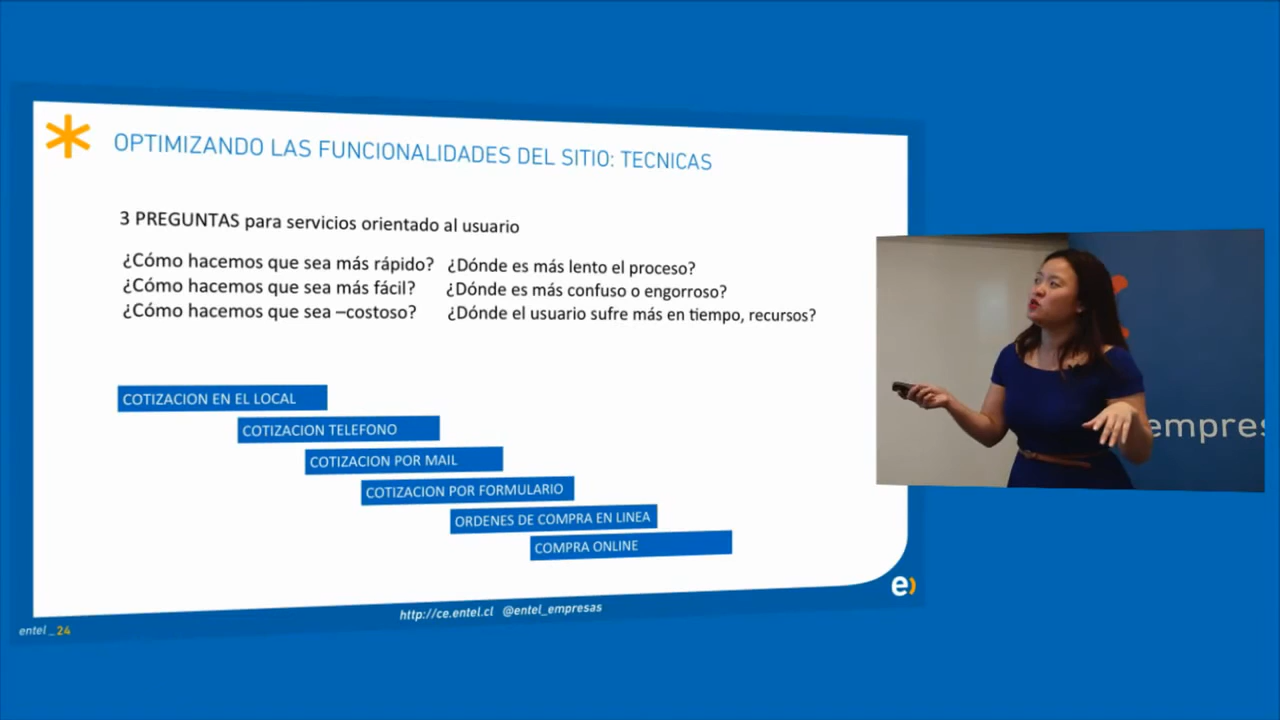 OPTIMIZANDO LAS FUNCIONALIDADES DEL SITIO: TECNICAS
3 PREGUNTAS para servicios orientado al usuario
¿Cómo hacemos que sea más rápido? ¿Dónde es más lento el proceso?
¿Cómo hacemos que sea más fácil? ¿Dónde es más confuso o engorroso?
¿Cómo hacemos que sea –costoso? ¿Dónde el usuario sufre más en tiempo, recursos?
COTIZACION EN EL LOCAL
COTIZACION TELEFONO
COTIZACION POR MAIL
COTIZACION POR FORMULARIO
ORDENES DE COMPRA EN LINEA
COMPRA ONLINE
e)
http://ce.entel.cl @entel_empresas
entel _ 24
empres